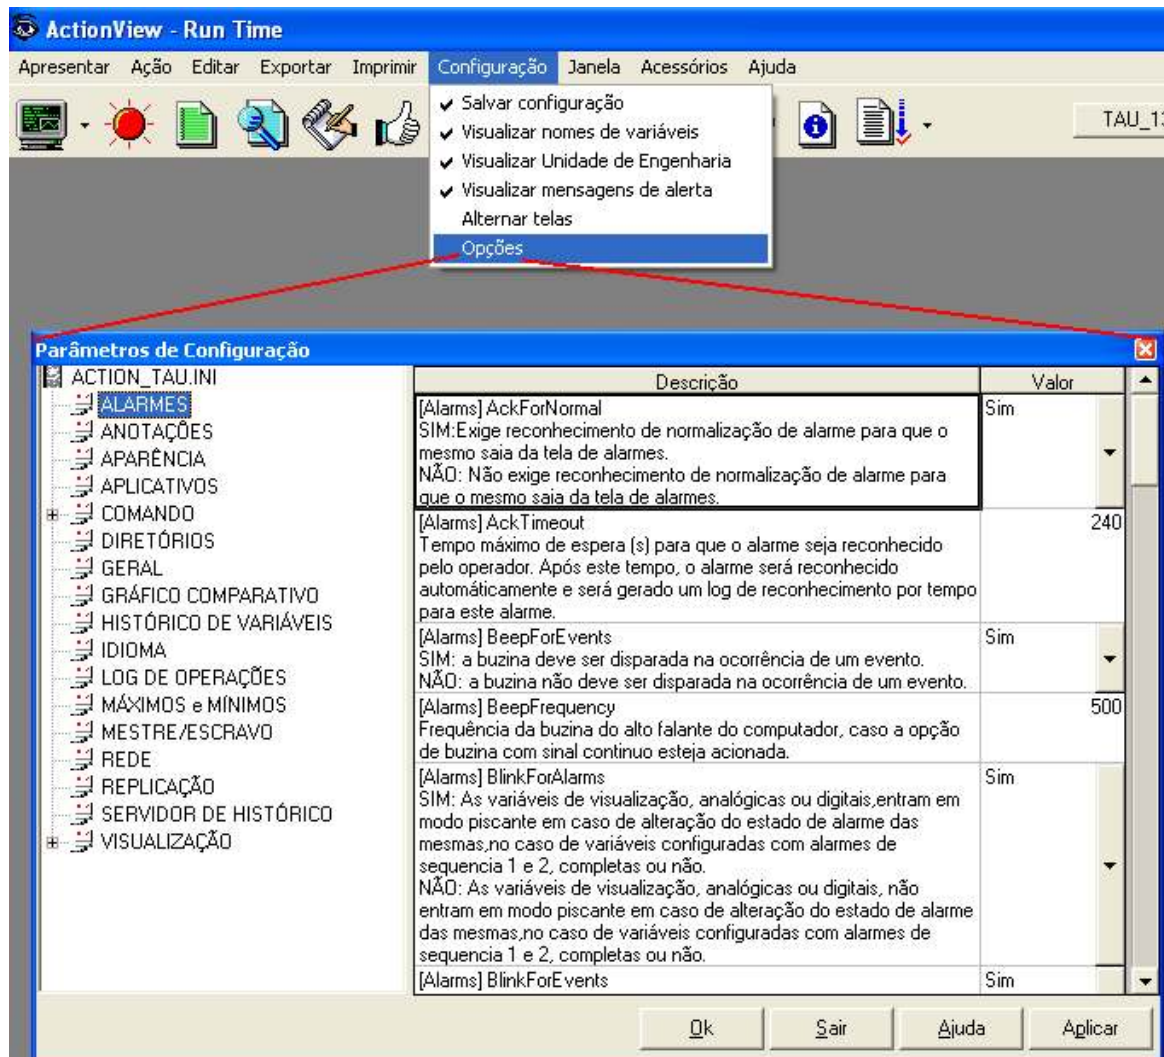 ActionView - Run Time
Apresentar Ação Editar Exportar Imprimir Configuração Janela Acessórios Ajuda
Salvar configuração
Visualizar nomes de variáveis
Visualizar Unidade de Engenharia
Visualizar mensagens de alerta
Alternar telas
Opções
TAU_13
Parâmetros de Configuração
ACTION_TAU.INI
ALARMES
ANOTAÇÕES
APARÊNCIA
APLICATIVOS
COMANDO
DIRETÓRIOS
GERAL
GRÁFICO COMPARATIVO
HISTÓRICO DE VARIÁVEIS
IDIOMA
LOG DE OPERAÇÕES
MÁXIMOS e MÍNIMOS
MESTRE/ESCRAVO
REDE
REPLICAÇÃO
SERVIDOR DE HISTÓRICO
VISUALIZAÇÃO
Descrição Valor
[Alarms] AckForNormal Sim
SIM:Exige reconhecimento de normalização de alarme para que o
mesmo saia da tela de alarmes.
NÃO: Não exige reconhecimento de normalização de alarme para
que o mesmo saia da tela de alarmes.
[Alarms] AckTimeout 240
Tempo máximo de espera (s) para que o alarme seja reconhecido
pelo operador. Após este tempo, o alarme será reconhecido
automáticamente e será gerado um log de reconhecimento por tempo
para este alarme.
[Alarms] BeepForEvents Sim
SIM: a buzina deve ser disparada na ocorrência de um evento.
NÃO: a buzina não deve ser disparada na ocorrência de um evento.
[Alarms] BeepFrequency 500
Frequência da buzina do alto falante do computador, caso a opção
de buzina com sinal continuo esteja acionada.
[Alarms] BlinkForAlarms Sim
SIM: As variáveis de visualização, analógicas ou digitais,entram em
modo piscante em caso de alteração do estado de alarme das
mesmas,no caso de variáveis configuradas com alarmes de
sequencia 1 e 2, completas ou não.
NÃO: As variáveis de visualização, analógicas ou digitais, não
entram em modo piscante em caso de alteração do estado de alarme
das mesmas,no caso de variáveis configuradas com alarmes de
sequencia 1 e 2, completas ou não.
[Alarms] BlinkForEvents Sim
Ok Sair Ajuda Aplicar